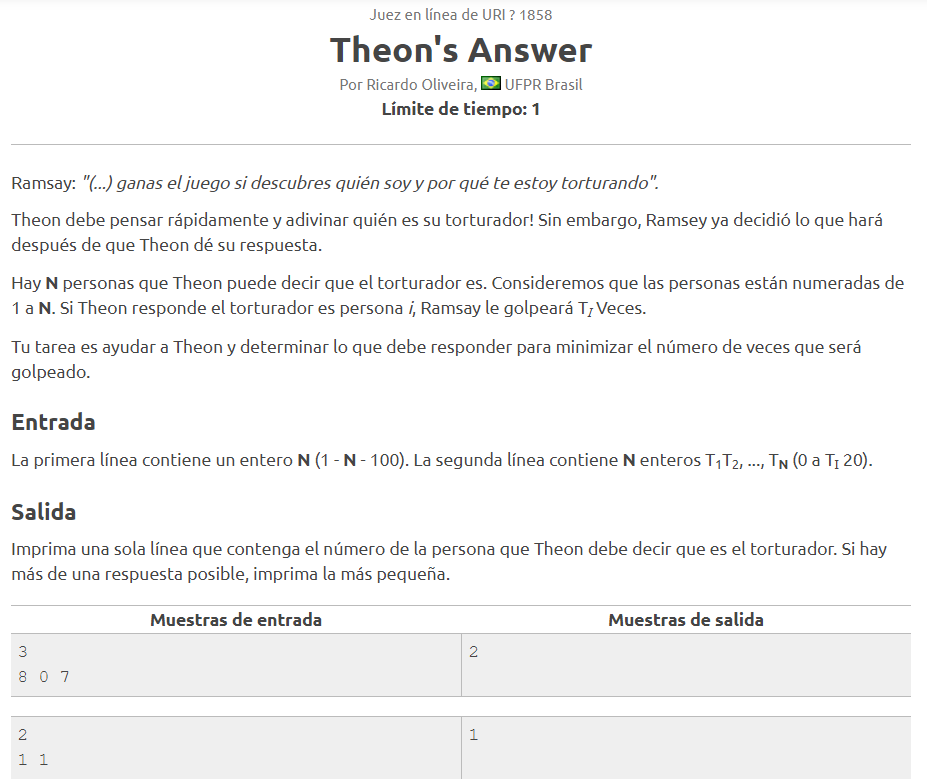 Juez en línea de URI ? 1858
Theon's Answer
Por Ricardo Oliveira, UFPR Brasil
Límite de tiempo: 1
Ramsay: "(...) ganas el juego si descubres quién soy y por qué te estoy torturando".
Theon debe pensar rápidamente y adivinar quién es su torturador! Sin embargo, Ramsey ya decidió lo que hará
después de que Theon dé su respuesta.
Hay N personas que Theon puede decir que el torturador es. Consideremos que las personas están numeradas de
1 a N. Si Theon responde el torturador es persona i, Ramsay le golpeará TI Veces.
Tu tarea es ayudar a Theon y determinar lo que debe responder para minimizar el número de veces que será
golpeado.
Entrada
La primera línea contiene un entero N (1 - N - 100). La segunda línea contiene N enteros T1T2, ..., TN (0 a TI 20).
Salida
Imprima una sola línea que contenga el número de la persona que Theon debe decir que es el torturador. Si hay
más de una respuesta posible, imprima la más pequeña.
Muestras de entrada Muestras de salida
3 2
8 0 7
2 1
1 1